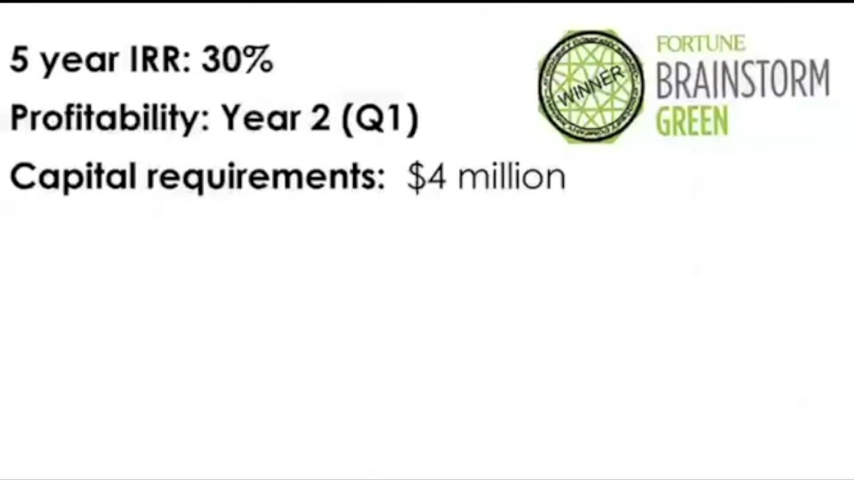 5 year IRR: 30%
Profitability: Year 2 (Q1)
Capital requirements: $4 million
WINNER
FORTUNE
BRAINSTORM
GREEN